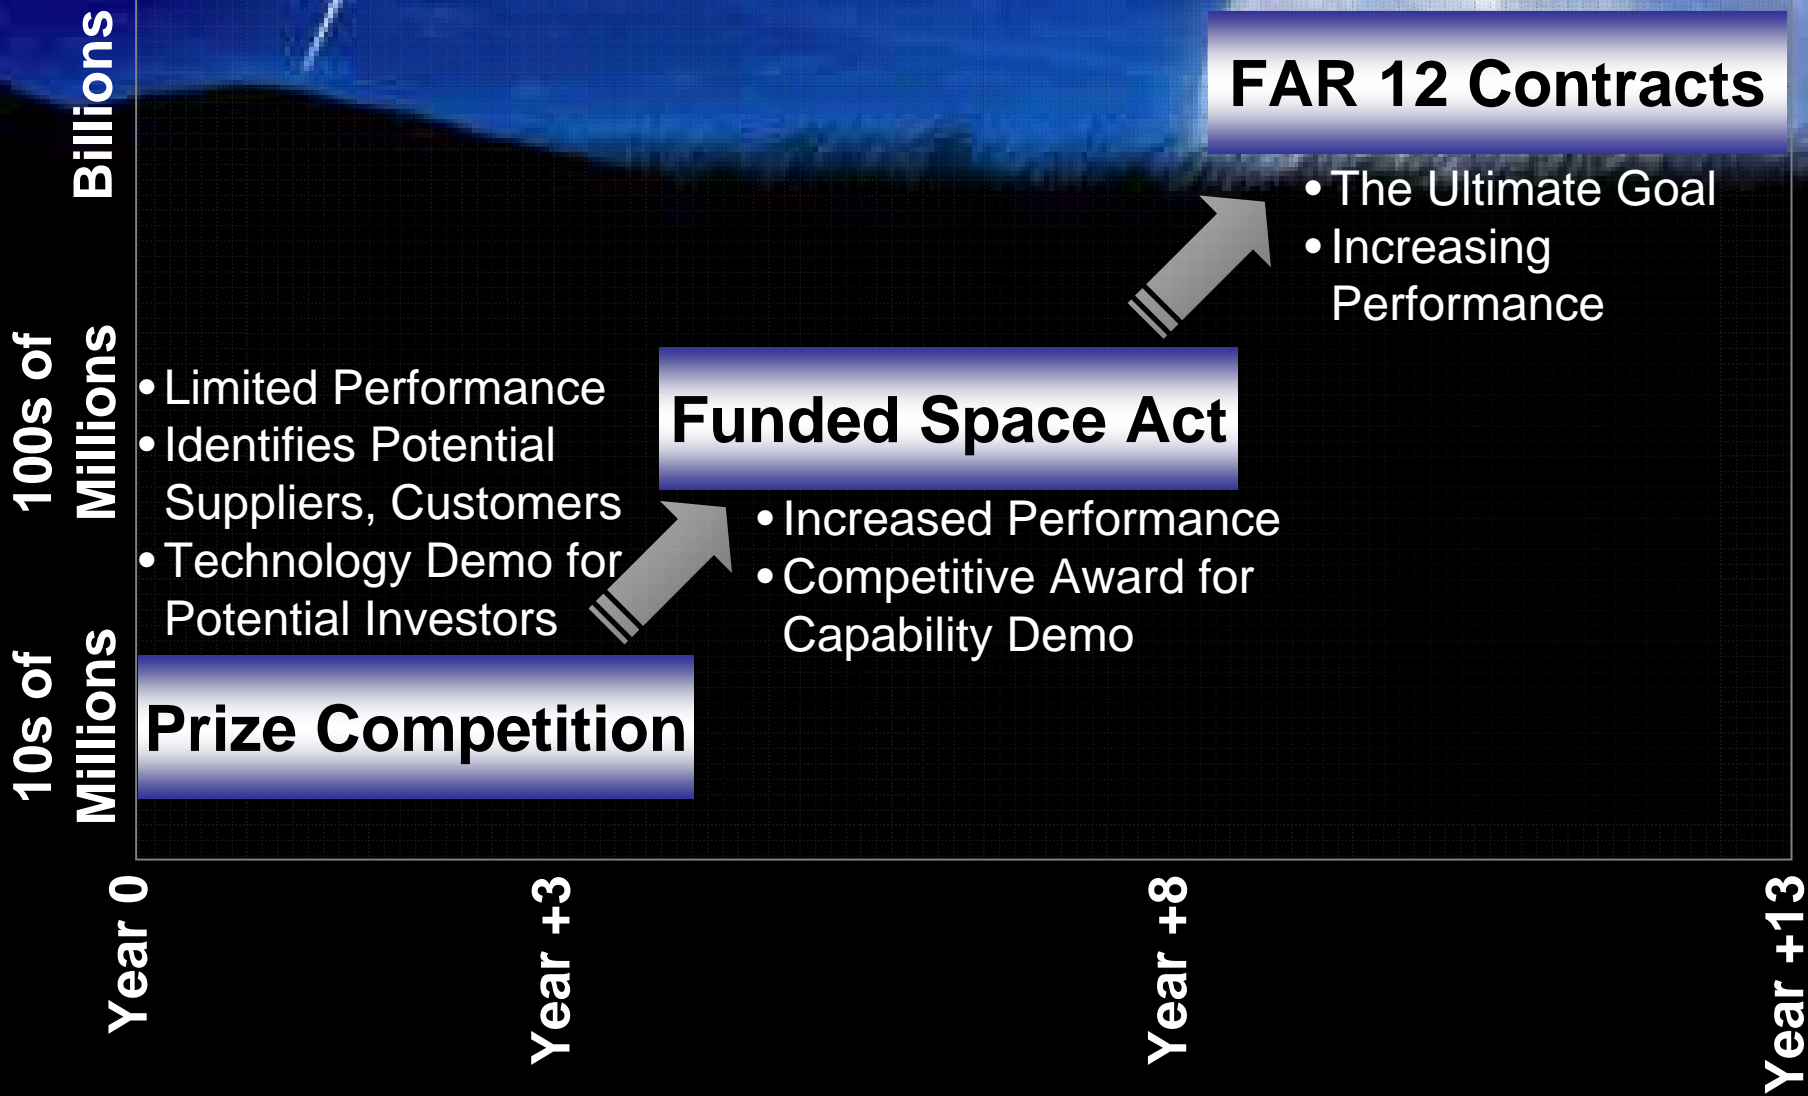 Billions
FAR 12 Contracts
• The Ultimate Goal
• Increasing
Performance
100s of
Millions
• Limited Performance
• Identifies Potential
Suppliers, Customers
• Technology Demo for
Potential Investors
Funded Space Act
• Increased Performance
• Competitive Award for
Capability Demo
10s of
Millions
Prize Competition
Year 0
Year +3
Year +8
Year +13